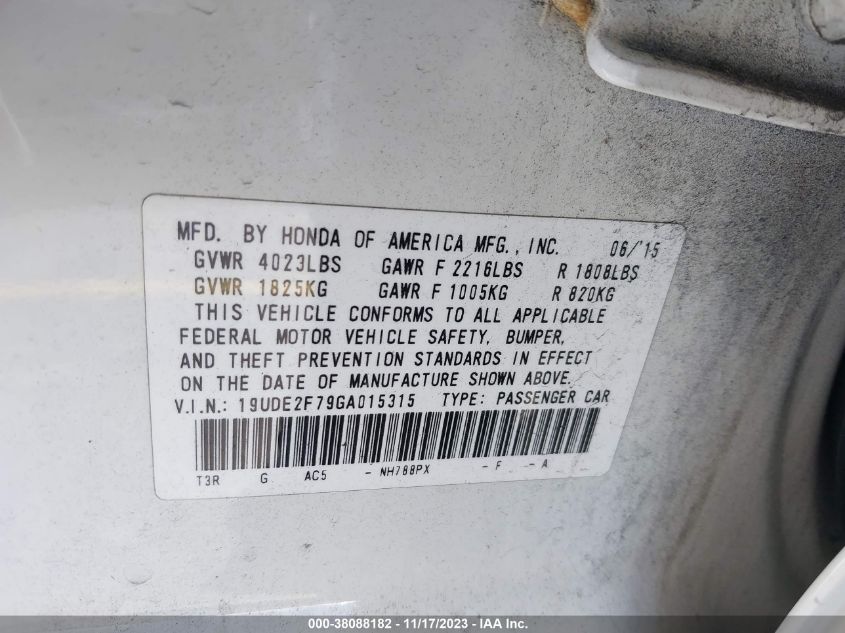 MFD. BY HONDA OF AMERICA MFG., INC. 06/'15
GVWR 4023LBS GAWR F 2216LBS R 1808LBS
GVWR 1825KG GAWR F 1005KG R 820KG
THIS VEHICLE CONFORMS TO ALL APPLICABLE
FEDERAL MOTOR VEHICLE SAFETY, BUMPER,
AND THEFT PREVENTION STANDARDS IN EFFECT
ON THE DATE OF MANUFACTURE SHOWN ABOVE.
V.I.N.: 19UDE2F79GA015315 TYPE: PASSENGER CAR
T3R G AC5 - NH788PX - F - A
000-38088182 - 11/17/2023 - IAA Inc.